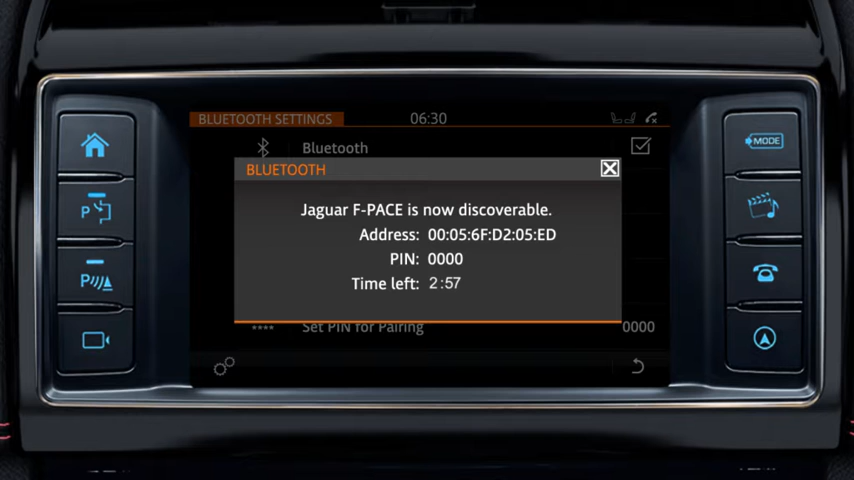 BLUETOOTH SETTINGS
06:30
Bluetooth
BLUETOOTH
Jaguar F-PACE is now discoverable.
Address: 00:05:6F:D2:05:ED
PIN: 0000
Time left: 2:57
**** Set PIN for Pairing 0000
P
P
MODE